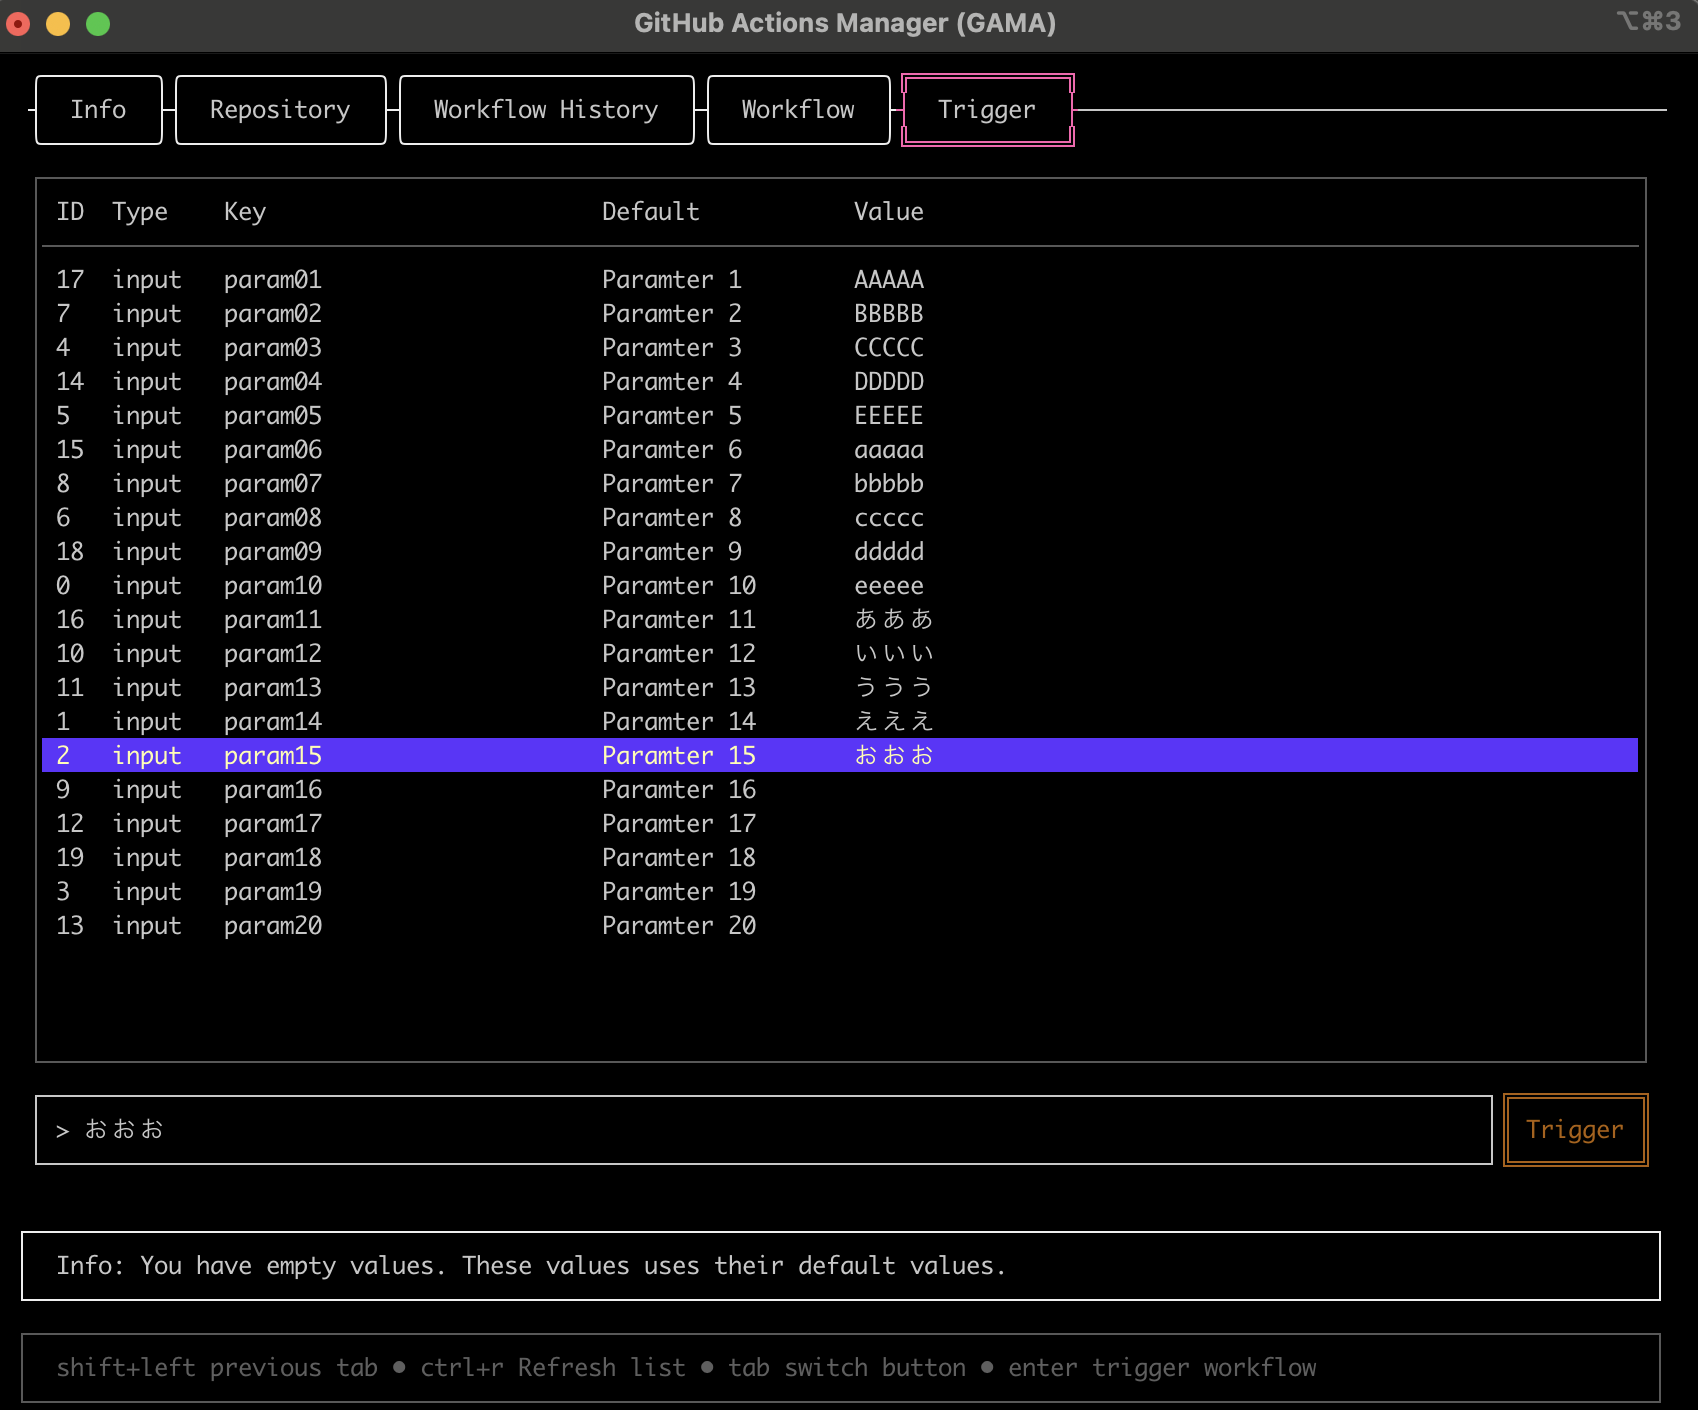 GitHub Actions Manager (GAMA) ⌥⌘3
Info Repository Workflow History Workflow Trigger
ID Type Key Default Value
17 input param01 Paramter 1 AAAAA
7 input param02 Paramter 2 BBBBB
4 input param03 Paramter 3 CCCCC
14 input param04 Paramter 4 DDDDD
5 input param05 Paramter 5 EEEEE
15 input param06 Paramter 6 aaaaa
8 input param07 Paramter 7 bbbbb
6 input param08 Paramter 8 ccccc
18 input param09 Paramter 9 ddddd
0 input param10 Paramter 10 eeeee
16 input param11 Paramter 11 あああ
10 input param12 Paramter 12 いいい
11 input param13 Paramter 13 ううう
1 input param14 Paramter 14 えええ
2 input param15 Paramter 15 おおお
9 input param16 Paramter 16
12 input param17 Paramter 17
19 input param18 Paramter 18
3 input param19 Paramter 19
13 input param20 Paramter 20
> おおお Trigger
Info: You have empty values. These values uses their default values.
shift+left previous tab • ctrl+r Refresh list • tab switch button • enter trigger workflow